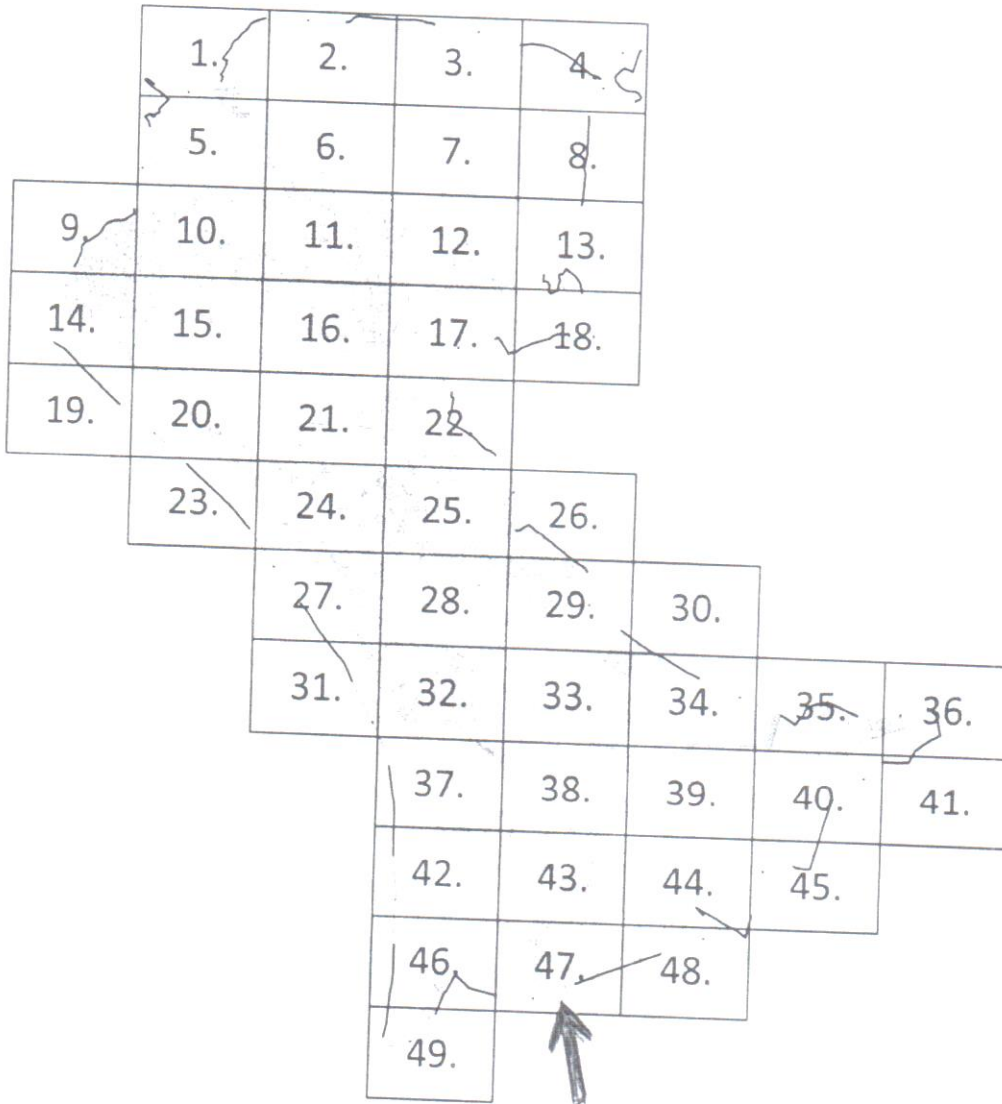 1. 2. 3. 4.
5. 6. 7. 8.
9. 10. 11. 12. 13.
14. 15. 16. 17. 18.
19. 20. 21. 22.
23. 24. 25. 26.
27. 28. 29. 30.
31. 32. 33. 34. 35. 36.
37. 38. 39. 40. 41.
42. 43. 44. 45.
46. 47. 48.
49.